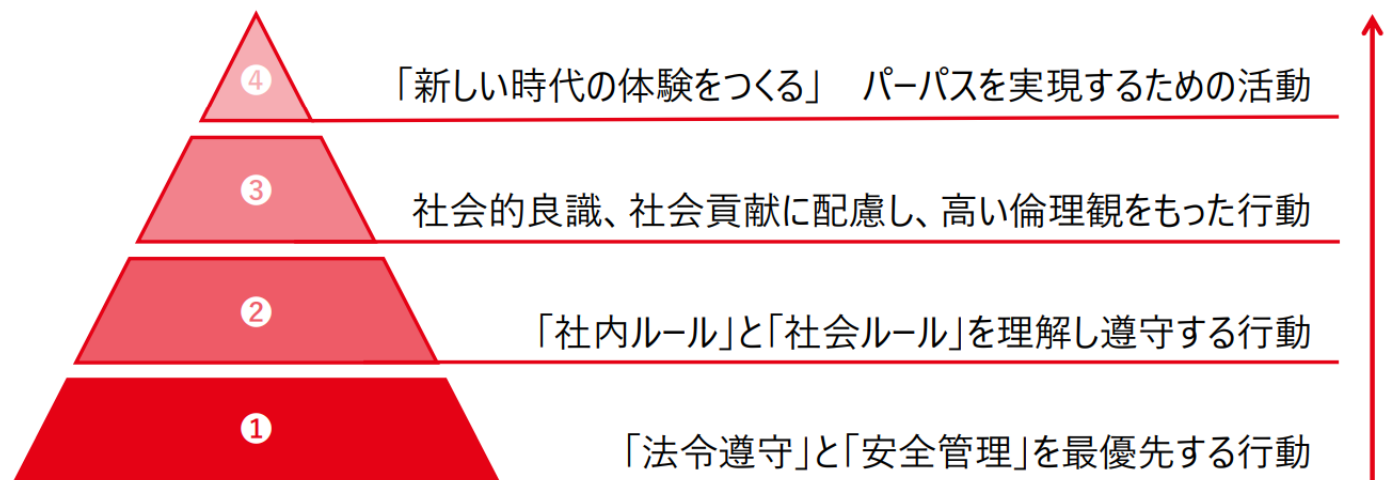 ❹
「新しい時代の体験をつくる」　パーパスを実現するための活動
❸
社会的良識、社会貢献に配慮し、高い倫理観をもった行動
❷
「社内ルール」と「社会ルール」を理解し遵守する行動
❶
「法令遵守」と「安全管理」を最優先する行動